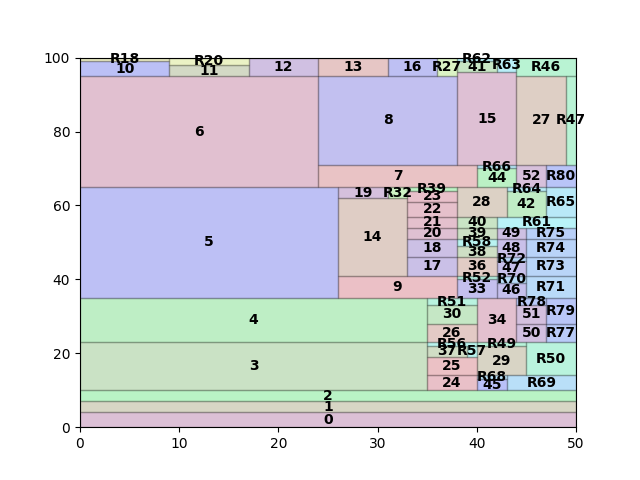 100
R18 R20 R62
10 11 12 13 16 R27 41 R63 R46
80
6 8 15 27 R47
7 R66 44 52 R80
60
19 R32 R39 23 28 R64 42 R65
22
21 40 R61
5 14 20 39 49 R75
18 R58 38 48 R74
40
17 36 R72 47 R73
9 R52 33 R70 46 R71
4 R51 30 34 R78 51 R79
26 50 R77
20
3 R56 37 R57 R49 29 R50
25
24 R68 45 R69
2
1
0 0
0 10 20 30 40 50